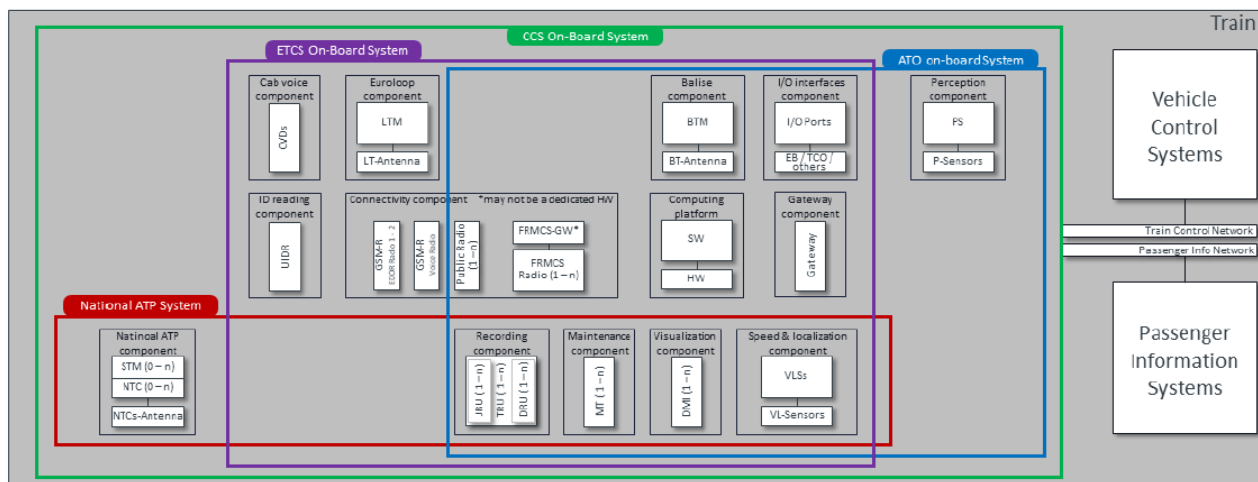 Train
CCS On-Board System
ETCS On-Board System
ATO on-board System
Cab voice
component
CVDs
Euroloop
component
LTM
LT-Antenna
Balise
component
BTM
BT-Antenna
I/O interfaces
component
I/O Ports
EB / TCO /
others
Perception
component
PS
P-Sensors
Vehicle
Control
Systems
ID reading
component
UIDR
Connectivity component *may not be a dedicated HW
GSM-R
EDOR Radio 1 - 2
GSM-R
Voice Radio
Public Radio
(1 – n)
FRMCS-GW*
FRMCS
Radio (1 – n)
Computing
platform
SW
HW
Gateway
component
Gateway
Train Control Network
Passenger Info Network
National ATP System
Natinoal ATP
component
STM (0 – n)
NTC (0 – n)
NTCs-Antenna
Recording
component
JRU (1 – n)
TRU (1 – n)
DRU (1 – n)
Maintenance
component
MT (1 – n)
Visualization
component
DMI (1 – n)
Speed & localization
component
VLSs
VL-Sensors
Passenger
Information
Systems